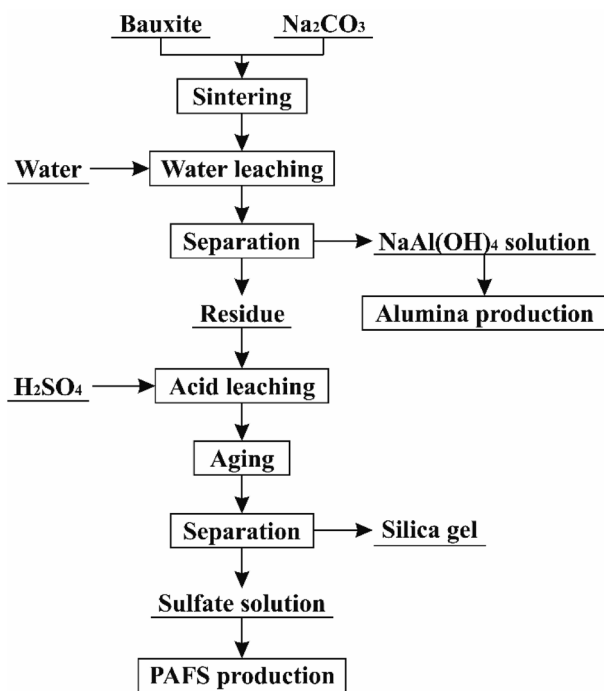 Bauxite Na₂CO₃
Sintering
Water Water leaching
Separation NaAl(OH)₄ solution
Residue Alumina production
H₂SO₄ Acid leaching
Aging
Separation Silica gel
Sulfate solution
PAFS production